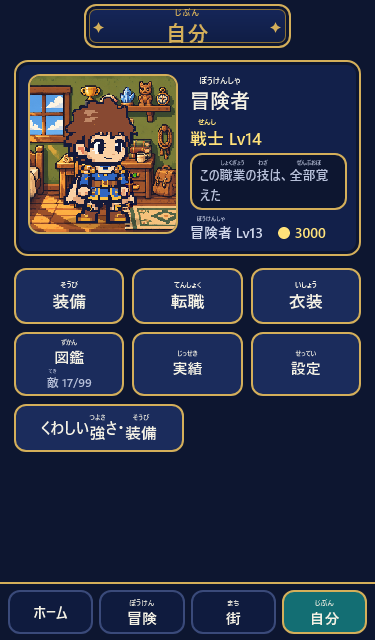 じぶん
自分
ぼうけんしゃ
冒険者
せんし
戦士 Lv14
しょくぎょう わざ ぜんぶおぼ
この職業の技は、全部覚
えた
ぼうけんしゃ
冒険者 Lv13 3000
そうび てんしょく いしょう
装備 転職 衣装
ずかん じっせき せってい
図鑑 実績 設定
てき
敵 17/99
つよさ そうび
くわしい強さ・装備
ぼうけん まち じぶん
ホーム 冒険 街 自分